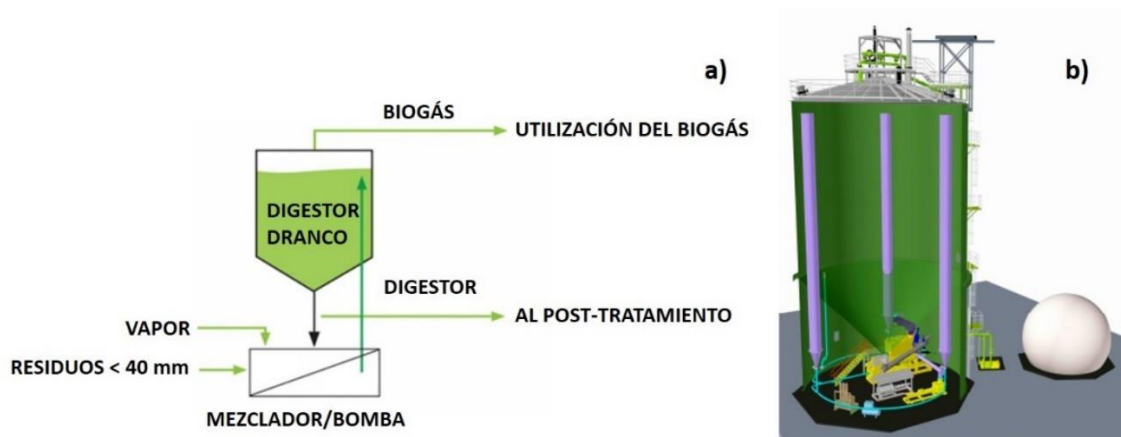 a)
b)
BIOGÁS
UTILIZACIÓN DEL BIOGÁS
DIGESTOR
DRANCO
DIGESTOR
AL POST-TRATAMIENTO
VAPOR
RESIDUOS < 40 mm
MEZCLADOR/BOMBA